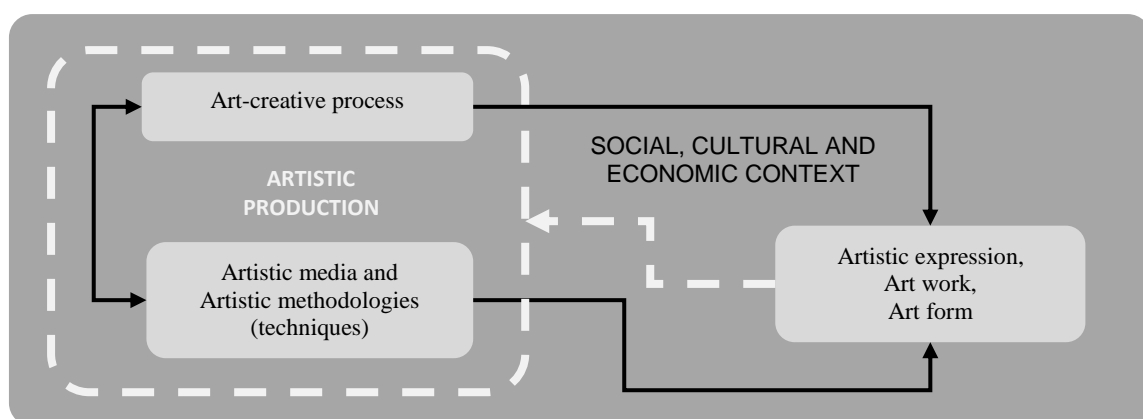 Art-creative process
SOCIAL, CULTURAL AND
ECONOMIC CONTEXT
ARTISTIC
PRODUCTION
Artistic media and
Artistic methodologies
(techniques)
Artistic expression,
Art work,
Art form